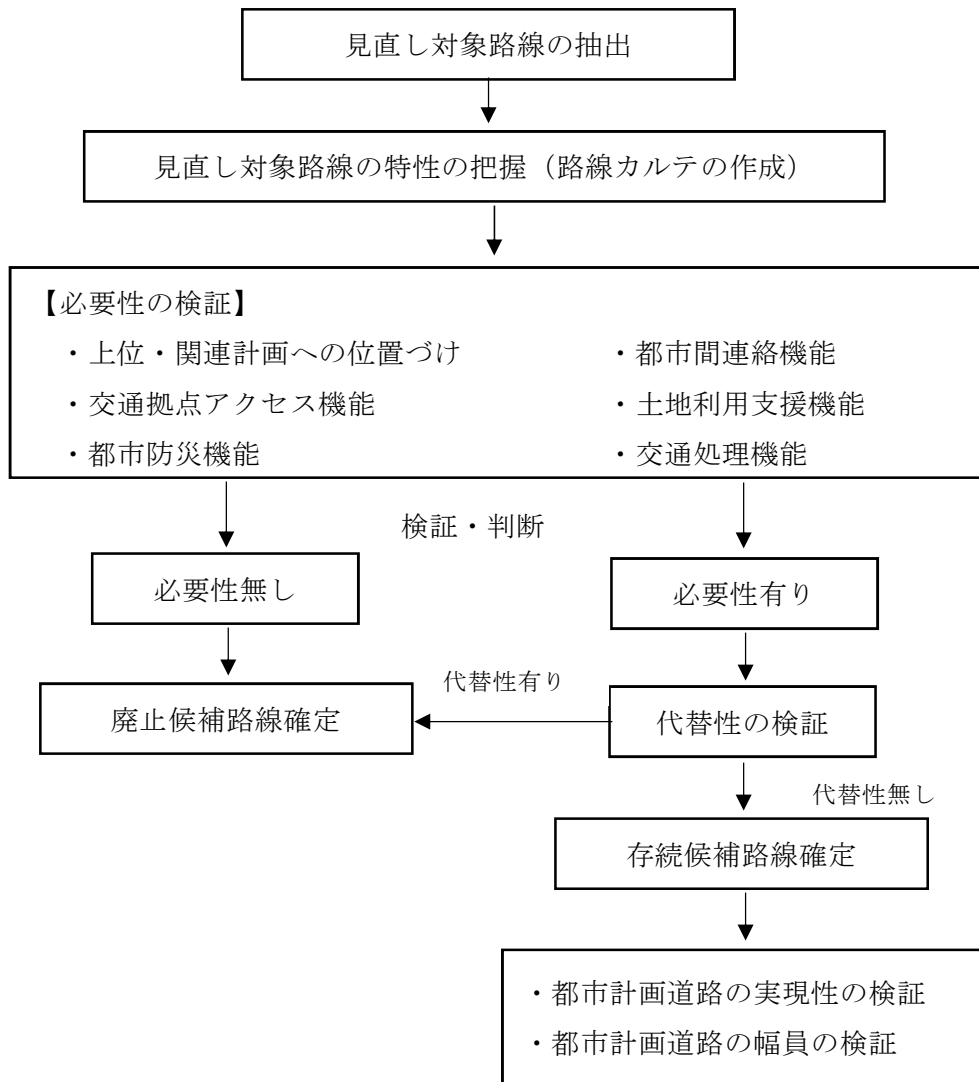 見直し対象路線の抽出
見直し対象路線の特性の把握（路線カルテの作成）
【必要性の検証】
・上位・関連計画への位置づけ
・都市間連絡機能
・交通拠点アクセス機能
・土地利用支援機能
・都市防災機能
・交通処理機能
検証・判断
必要性無し
必要性有り
代替性有り
廃止候補路線確定
代替性の検証
代替性無し
存続候補路線確定
・都市計画道路の実現性の検証
・都市計画道路の幅員の検証